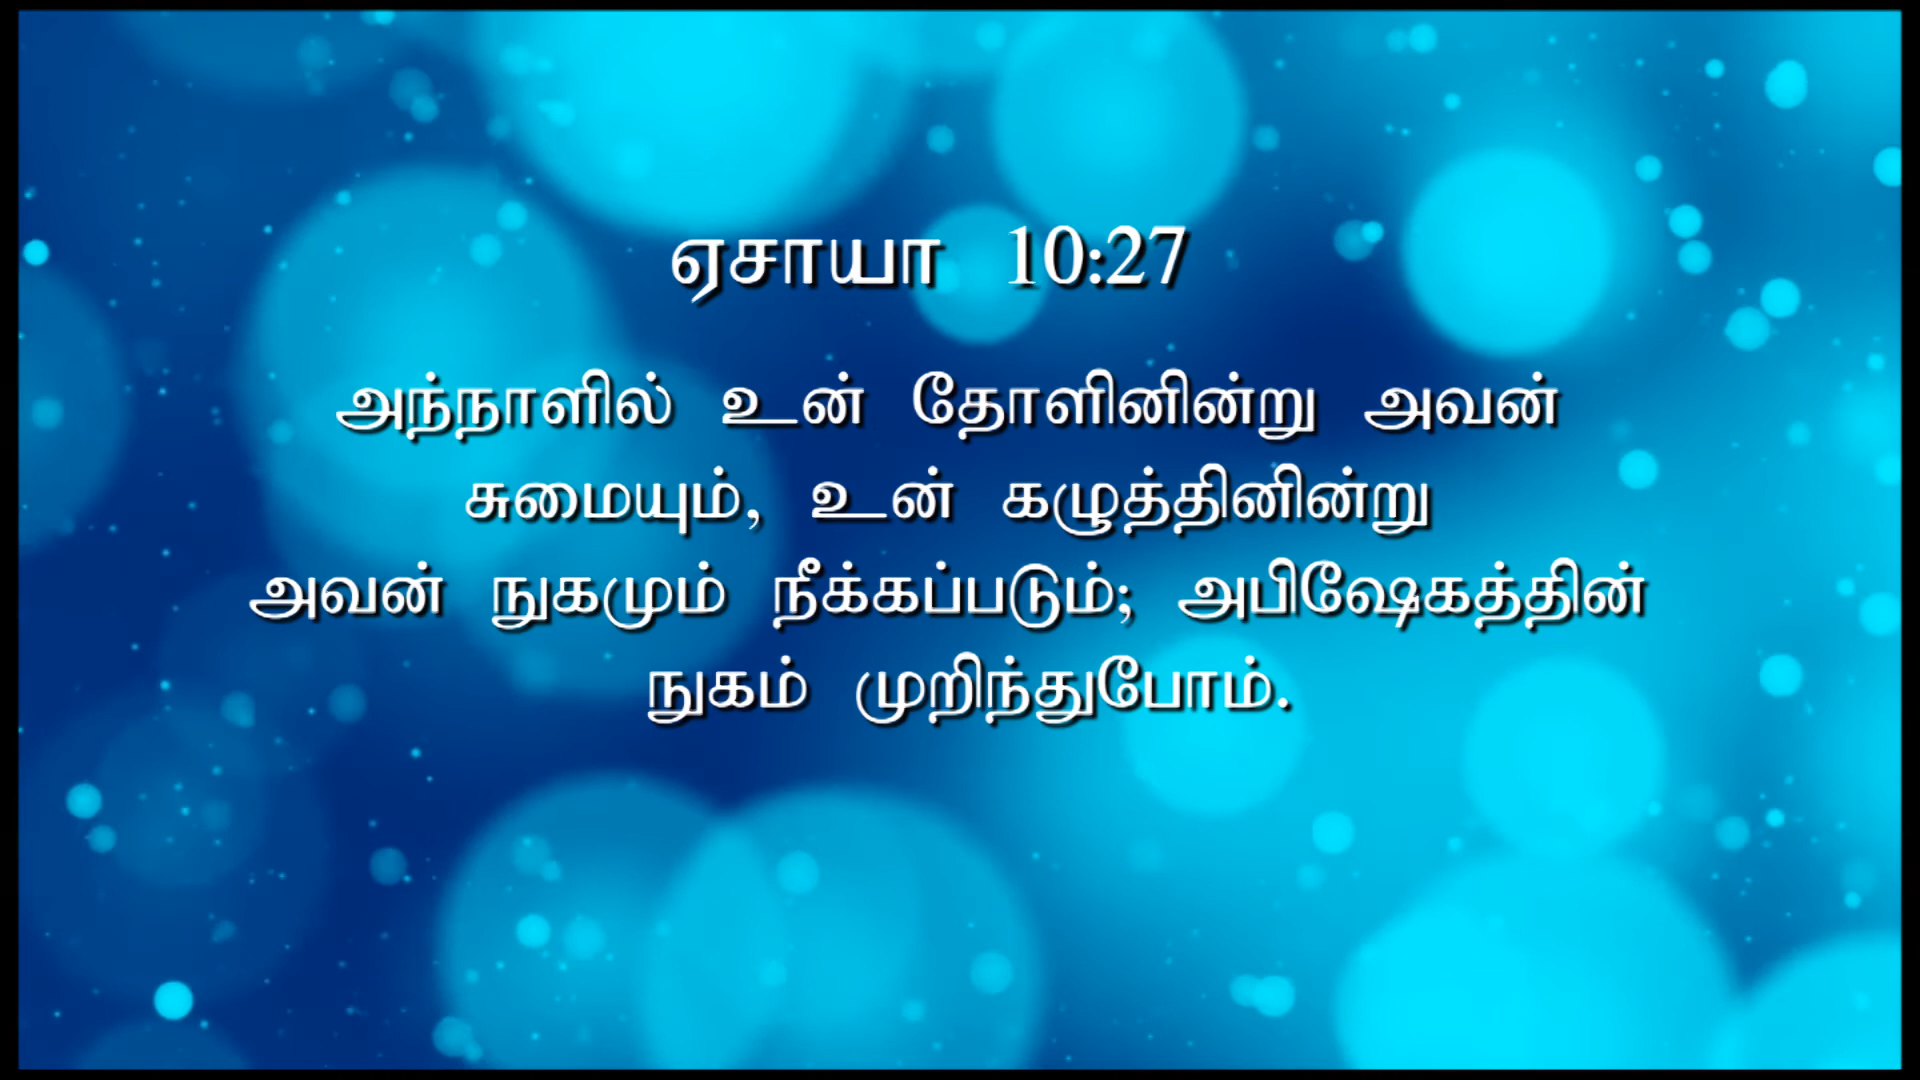 ஏசாயா 10:27
அந்நாளில் உன் தோளினின்று அவன்
சுமையும், உன் கழுத்தினின்று
அவன் நுகமும் நீக்கப்படும்; அபிஷேகத்தின்
நுகம் முறிந்துபோம்.